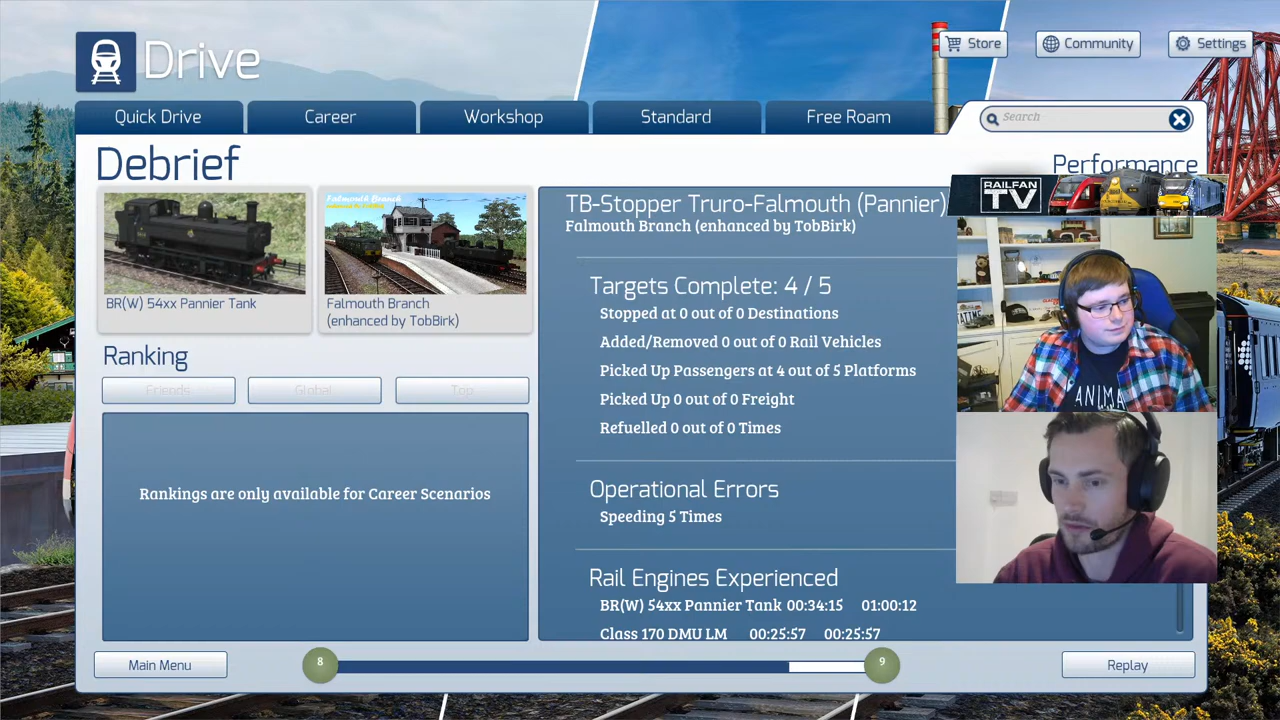 Drive
Store
Community
Settings
Quick Drive
Career
Workshop
Standard
Free Roam
Search
Debrief
Performance
RAILFAN
TV
Falmouth Branch
BR(W) 54xx Pannier Tank
Falmouth Branch
(enhanced by TobBirk)
TB-Stopper Truro-Falmouth (Pannier)
Falmouth Branch (enhanced by TobBirk)
Targets Complete: 4 / 5
Stopped at 0 out of 0 Destinations
Added/Removed 0 out of 0 Rail Vehicles
Picked Up Passengers at 4 out of 5 Platforms
Picked Up 0 out of 0 Freight
Refuelled 0 out of 0 Times
Ranking
Friends
Global
Top
Rankings are only available for Career Scenarios
Operational Errors
Speeding 5 Times
Rail Engines Experienced
BR(W) 54xx Pannier Tank 00:34:15 01:00:12
Class 170 DMU LM 00:25:57 00:25:57
ANIMA
Main Menu
8
9
Replay